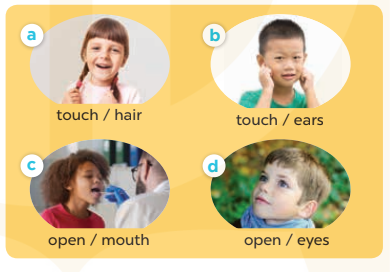 a
b
touch / hair
touch / ears
c
d
open / mouth
open / eyes